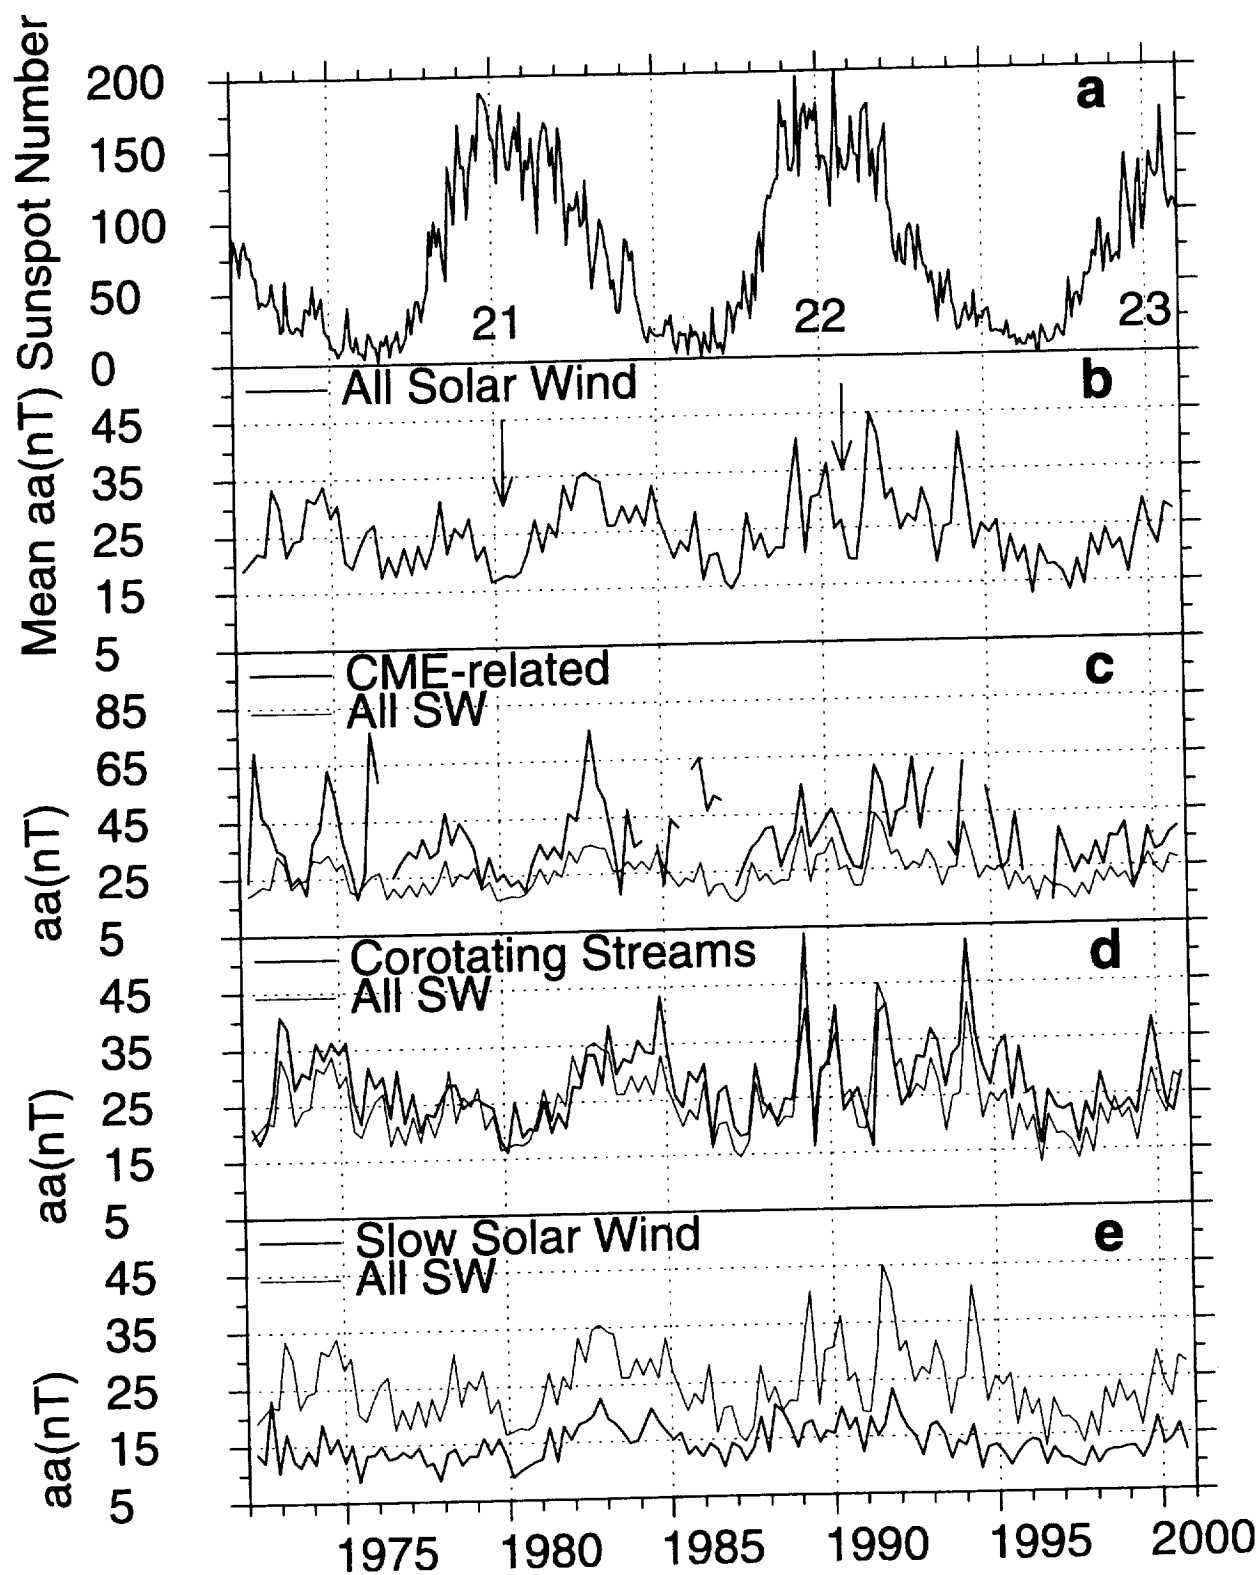 Mean aa(nT) Sunspot Number
200
a
150
100
50
21
22
23
0
All Solar Wind
b
45
35
25
15
5
CME-related
c
All SW
85
65
45
25
aa(nT)
5
Corotating Streams
d
All SW
45
35
25
15
aa(nT)
5
Slow Solar Wind
e
All SW
45
35
25
15
aa(nT)
5
1975
1980
1985
1990
1995
2000